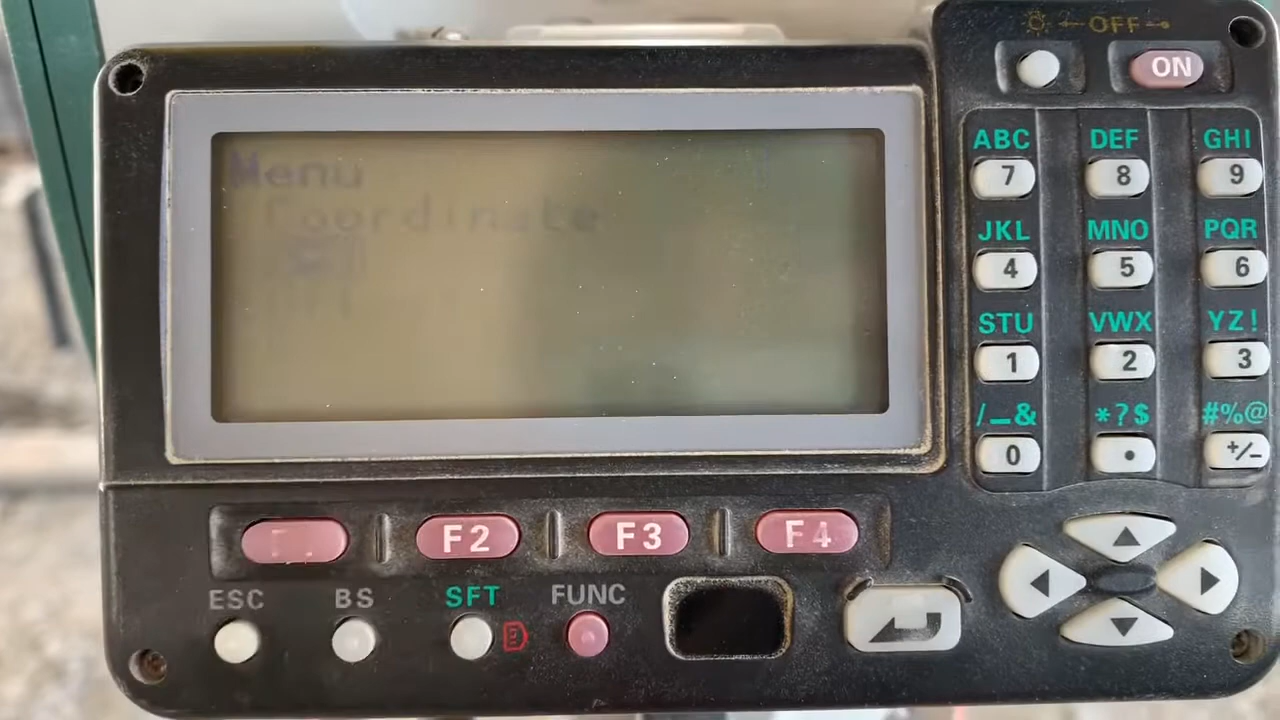 OFF
ON
Menu
Coordinate
ABC DEF GHI
7 8 9
JKL MNO PQR
4 5 6
STU VWX YZ!
1 2 3
/_& *?$ #%@
0 . +/-
F2 F3 F4
ESC BS SFT FUNC